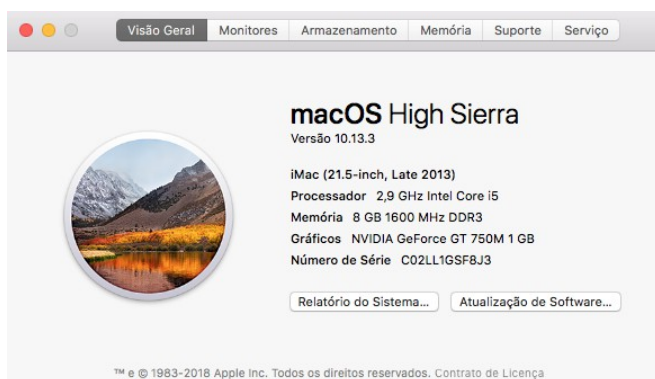 Visão Geral Monitores Armazenamento Memória Suporte Serviço
macOS High Sierra
Versão 10.13.3
iMac (21.5-inch, Late 2013)
Processador 2,9 GHz Intel Core i5
Memória 8 GB 1600 MHz DDR3
Gráficos NVIDIA GeForce GT 750M 1 GB
Número de Série C02LL1GSF8J3
Relatório do Sistema... Atualização de Software...
™ e © 1983-2018 Apple Inc. Todos os direitos reservados. Contrato de Licença